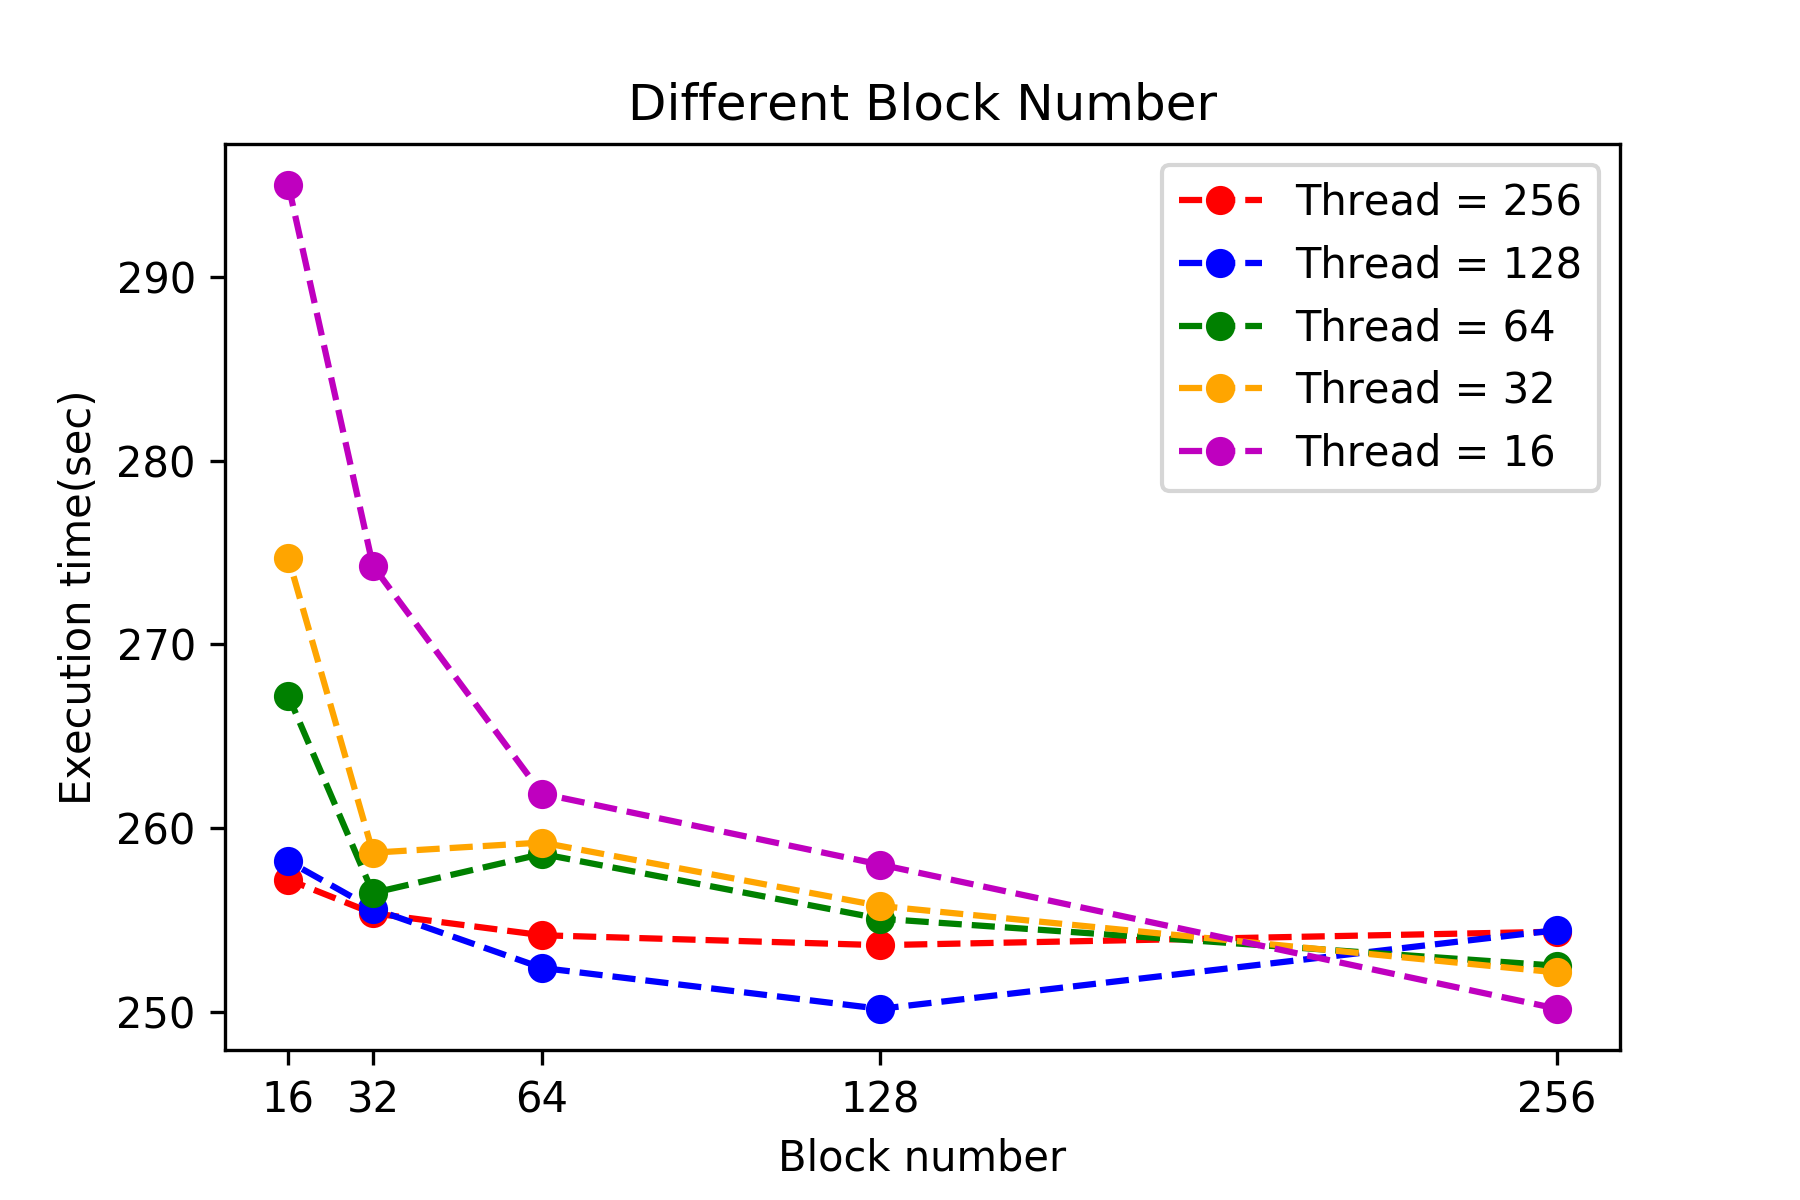 Different Block Number
Thread = 256
Thread = 128
Thread = 64
Thread = 32
Thread = 16
Execution time(sec)
290
280
270
260
250
16 32 64 128 256
Block number